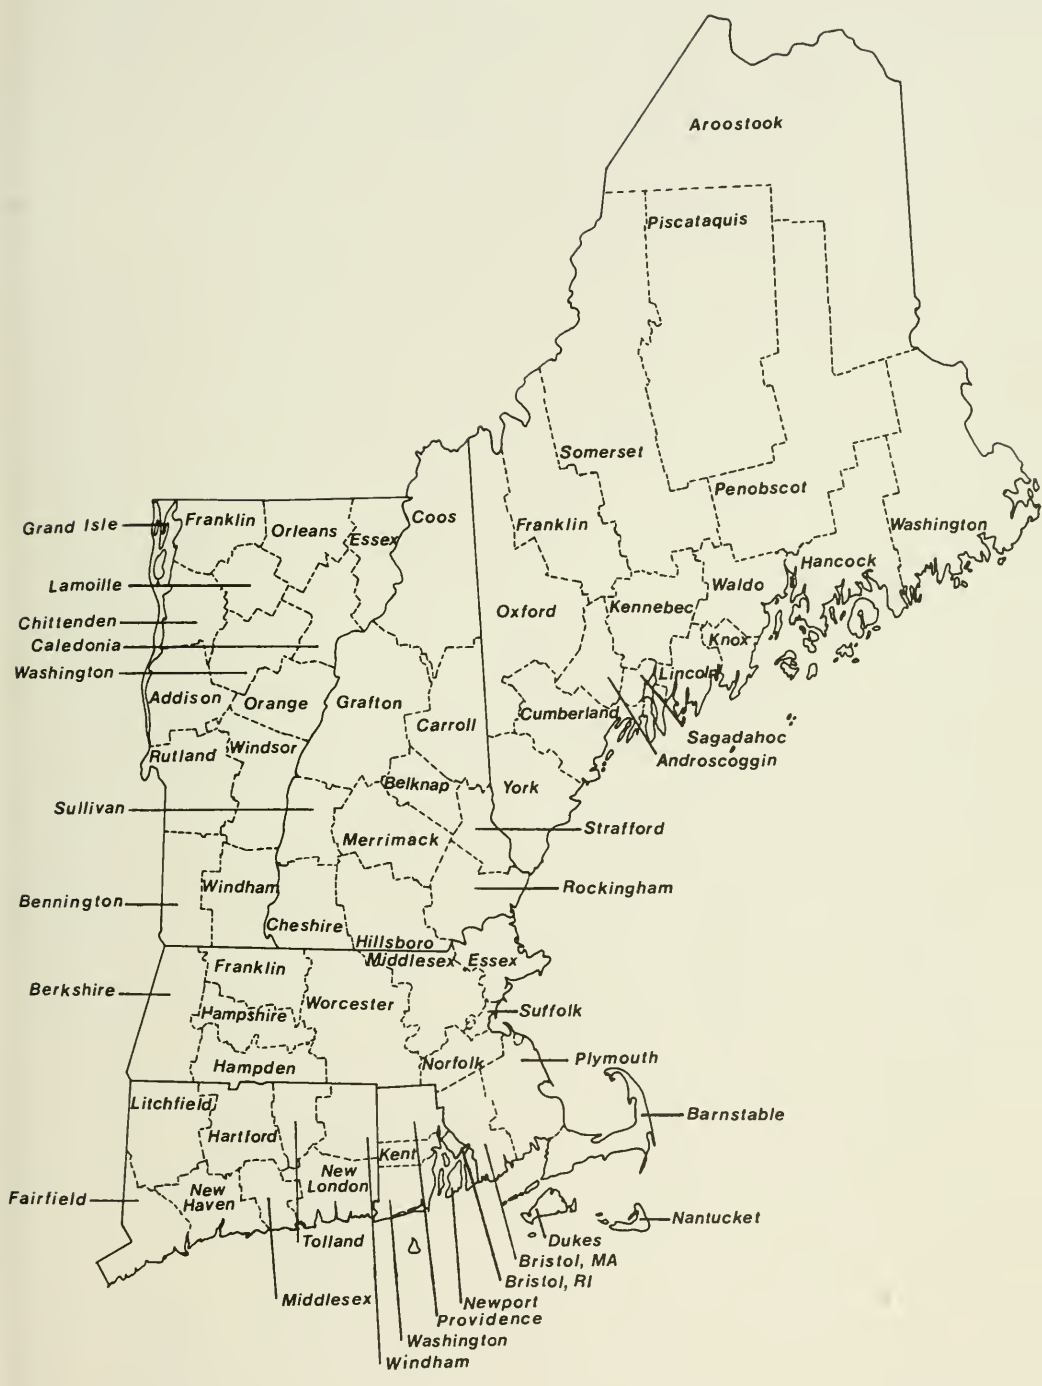 Aroostook
Piscataquis
Somerset
Penobscot
Grand Isle
Franklin
Orleans
Essex
Coos
Franklin
Washington
Hancock
Lamoille
Waldo
Oxford
Kennebec
Chittenden
Caledonia
Knox
Washington
Lincoln
Addison
Orange
Grafton
Cumberland
Carroll
Sagadahoc
Rutland
Windsor
Androscoggin
Belknap
York
Sullivan
Strafford
Merrimack
Windham
Rockingham
Bennington
Cheshire
Hillsboro
Middlesex
Essex
Franklin
Berkshire
Worcester
Hampshire
Suffolk
Norfolk
Plymouth
Hampden
Litchfield
Barnstable
Hartford
Kent
New
London
Fairfield
New
Haven
Nantucket
Tolland
Dukes
Bristol, MA
Bristol, RI
Middlesex
Newport
Providence
Washington
Windham